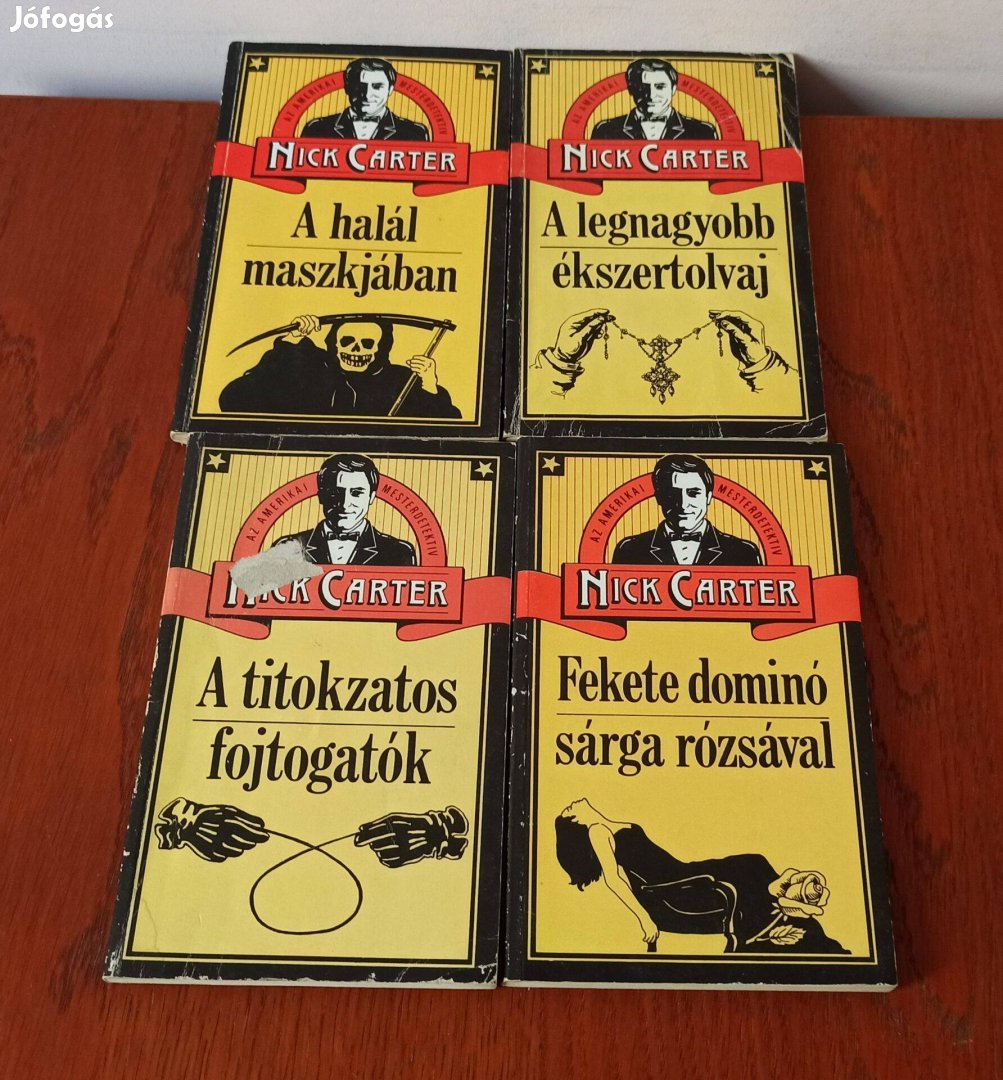 Jófogás
AZ AMERIKAI MESTERDETEKTÍV
NICK CARTER
A halál
maszkjában
AZ AMERIKAI MESTERDETEKTÍV
NICK CARTER
A legnagyobb
ékszertolvaj
AZ AMERIKAI MESTERDETEKTÍV
NICK CARTER
A titokzatos
fojtogatók
AZ AMERIKAI MESTERDETEKTÍV
NICK CARTER
Fekete dominó
sárga rózsával